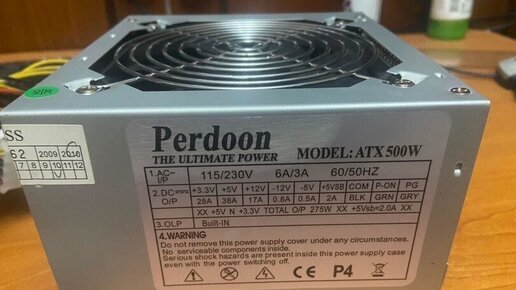 SS
62 2009 2010
7 8 9 10 11 12
Perdoon
THE ULTIMATE POWER MODEL: ATX 500W
1.AC~ I/P 115/230V 6A/3A 60/50HZ
2.DC O/P +3.3V +5V +12V -12V -5V +5VSB COM P-ON PG
28A 38A 17A 0.8A 0.5A 2A BLK GRN GRY
XX +5V N +3.3V TOTAL O/P 275W XX +5Vsb=2.0A XX
3.OLP Built-IN
4.WARNING
Do not remove this power supply cover under any circumstances.
No serviceable components inside.
Serious shock hazards are present inside this power supply case
even with the power switching off.
CE P4